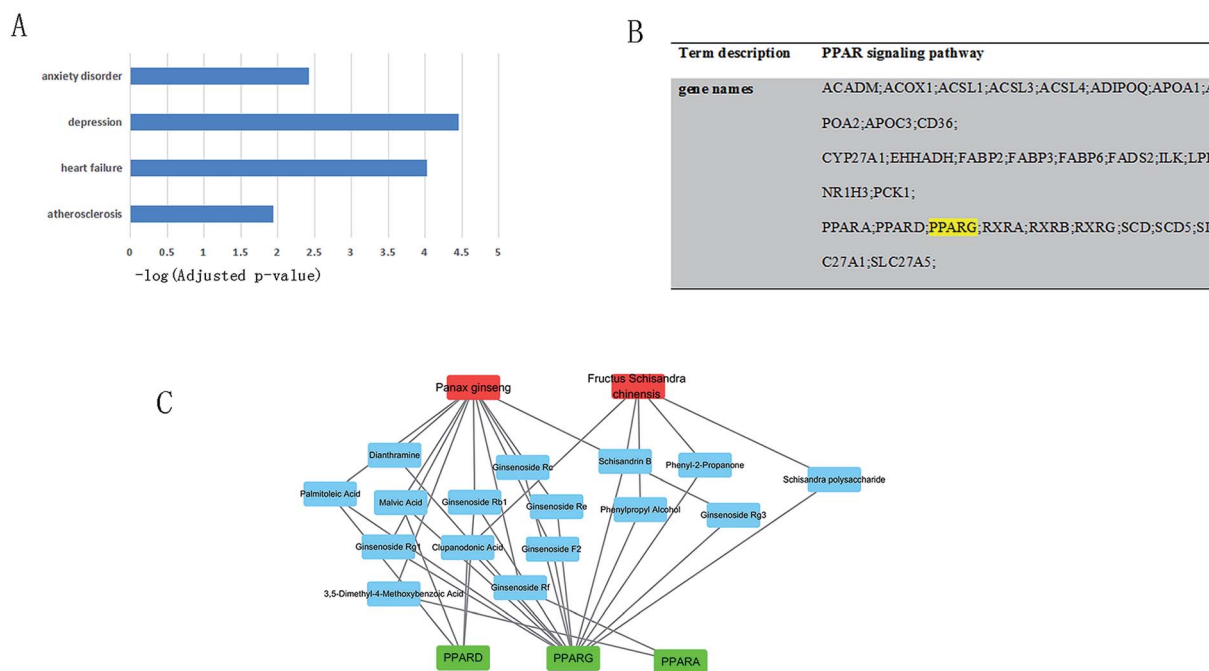 A
anxiety disorder
depression
heart failure
atherosclerosis
0 0.5 1 1.5 2 2.5 3 3.5 4 4.5 5
-log(Adjusted p-value)
B
Term description PPAR signaling pathway
gene names ACADM;ACOX1;ACSL1;ACSL3;ACSL4;ADIPOQ;APOA1;A
POA2;APOC3;CD36;
CYP27A1;EHHADH;FABP2;FABP3;FABP6;FADS2;ILK;
NR1H3;PCK1;
PPARA;PPARD;PPARG;RXRA;RXRB;RXRG;SCD;SCD5;
C27A1;SLC27A5;
C
Panax ginseng
Fructus Schisandra
chinensis
Dianthramine
Ginsenoside Rc
Schisandrin B
Phenyl-2-Propanone
Schisandra polysaccharide
Palmitoleic Acid
Malvic Acid
Ginsenoside Rb1
Ginsenoside Re
Phenylpropyl Alcohol
Ginsenoside Rg3
Ginsenoside Rg1
Clupanodonic Acid
Ginsenoside F2
3,5-Dimethyl-4-Methoxybenzoic Acid
Ginsenoside Rf
PPARD
PPARG
PPARA